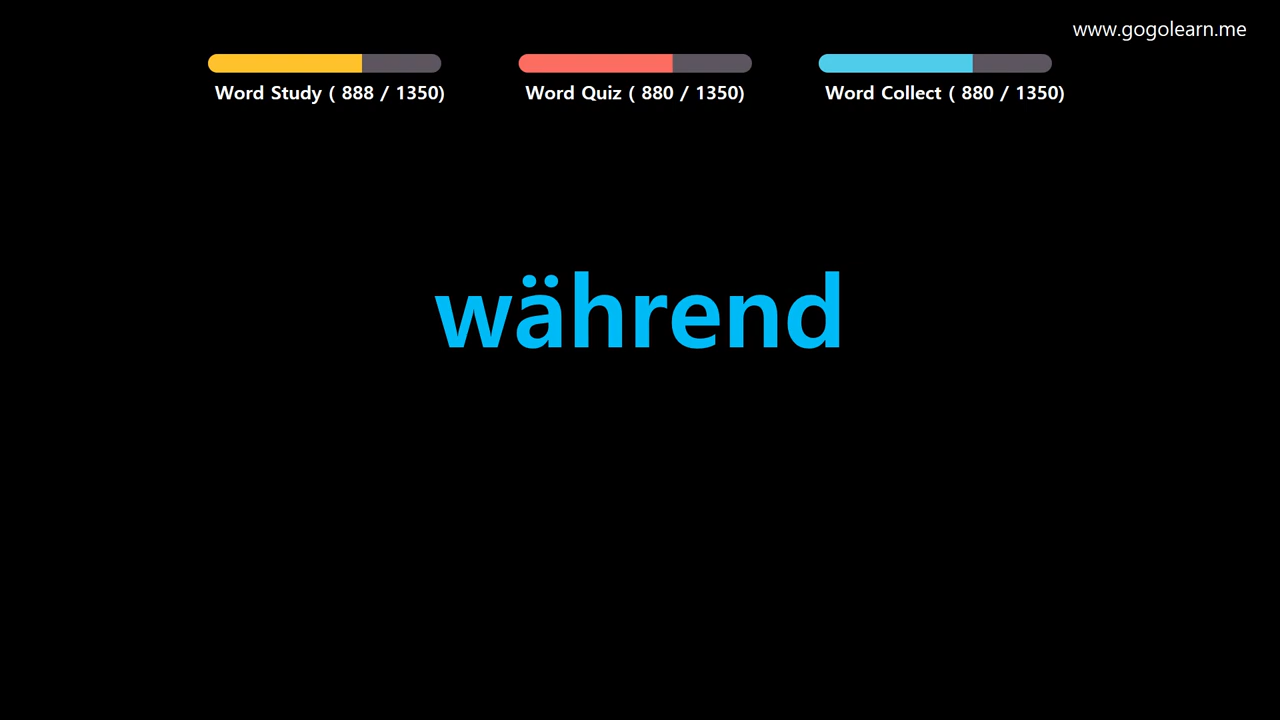 www.gogolearn.me
Word Study ( 888 / 1350)
Word Quiz ( 880 / 1350)
Word Collect ( 880 / 1350)
während